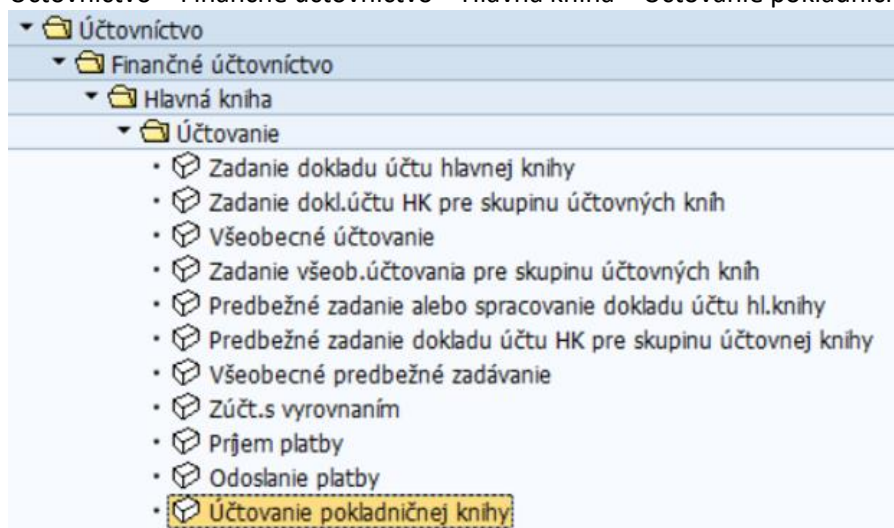 Účtovníctvo
Finančné účtovníctvo
Hlavná kniha
Účtovanie
Zadanie dokladu účtu hlavnej knihy
Zadanie dokl.účtu HK pre skupinu účtovných kníh
Všeobecné účtovanie
Zadanie všeob.účtovania pre skupinu účtovných kníh
Predbežné zadanie alebo spracovanie dokladu účtu hl.knihy
Predbežné zadanie dokladu účtu HK pre skupinu účtovnej knihy
Všeobecné predbežné zadávanie
Zúčt.s vyrovnaním
Príjem platby
Odoslanie platby
Účtovanie pokladničnej knihy